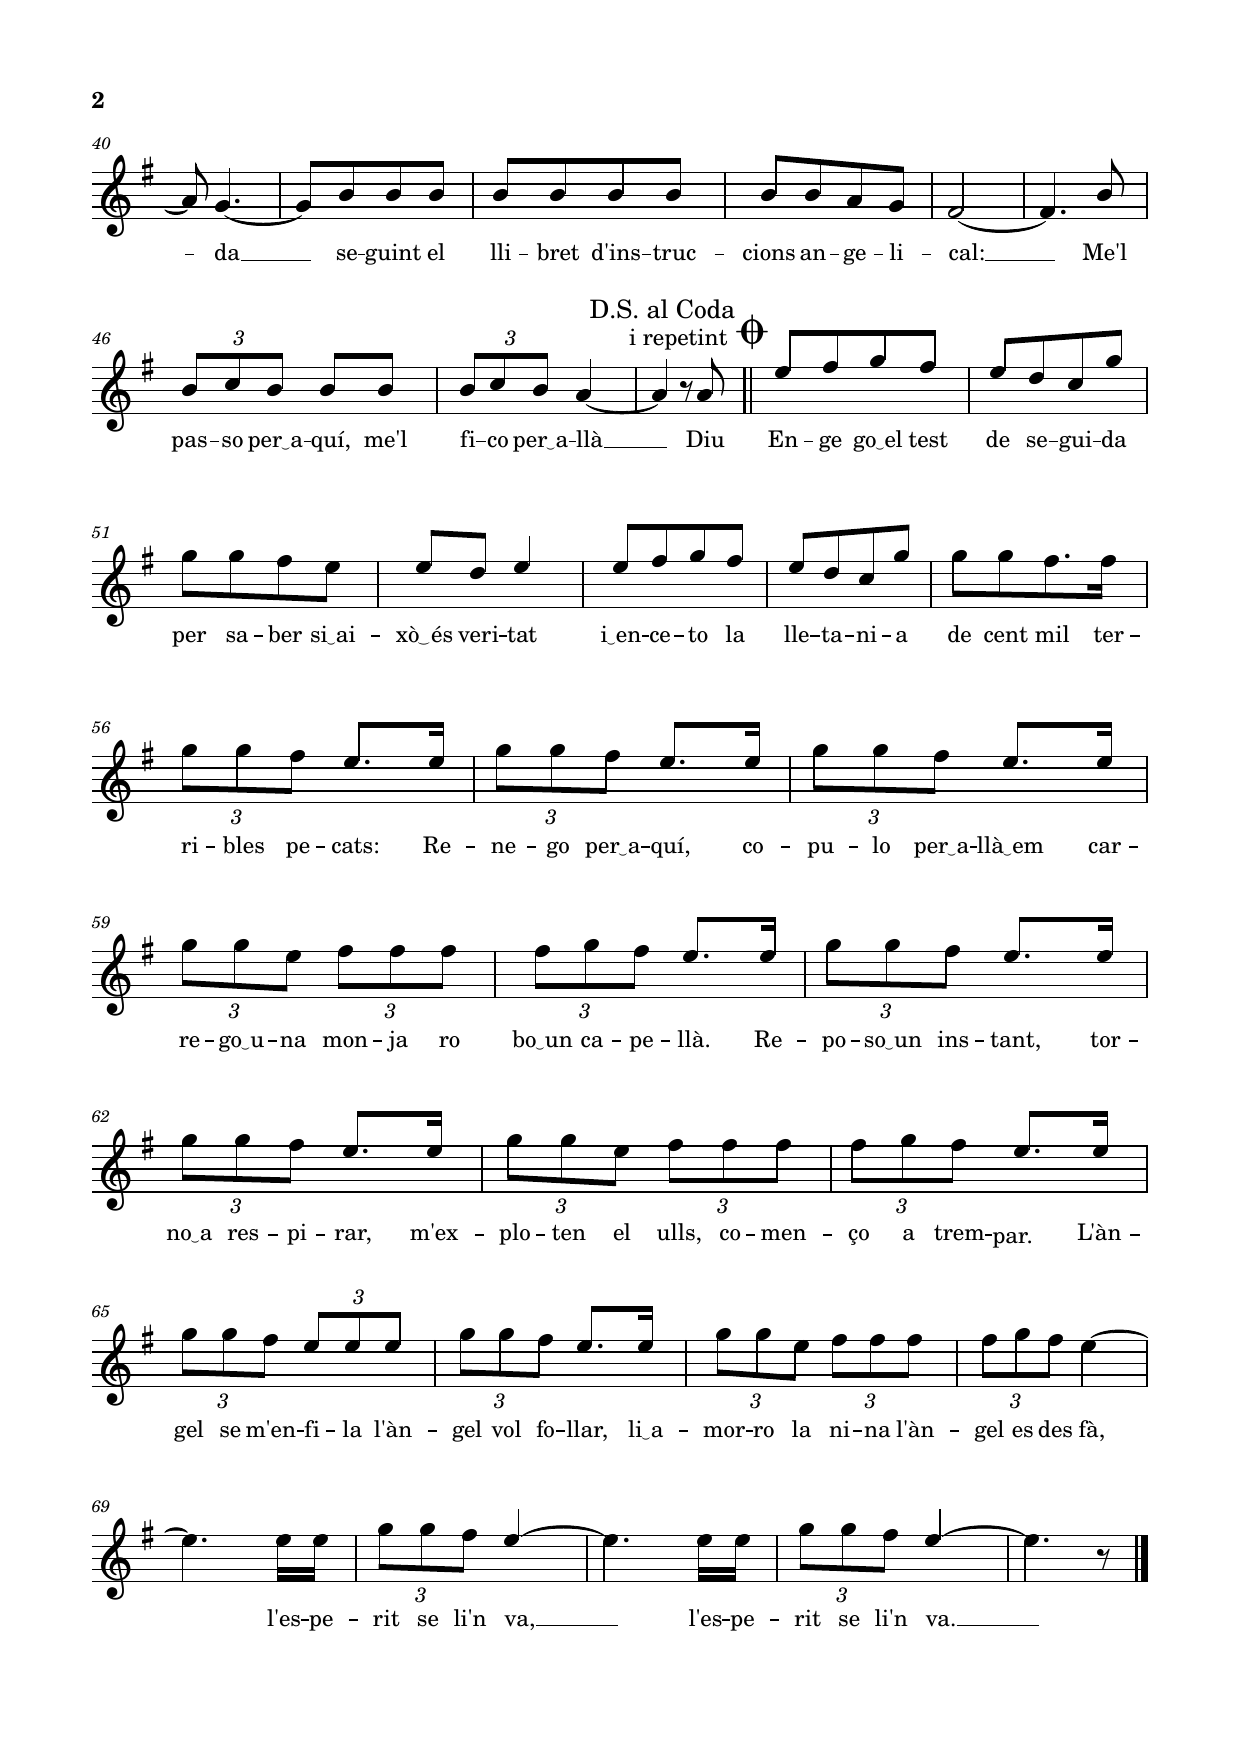 2
40
– da __ se – guint el lli – bret d'ins – truc – cions an – ge – li – cal: __ Me'l
D.S. al Coda
46 3 3 i repetint
pas – so per‿a – quí, me'l fi – co per‿a – llà __ Diu En – ge go‿el test de se – gui – da
51
per sa – ber si‿ai – xò‿és veri – tat i‿en – ce – to la lle – ta – ni – a de cent mil ter –
56
3 3 3
ri – bles pe – cats: Re – ne – go per‿a – quí, co – pu – lo per‿a – llà‿em car –
59
3 3 3 3
re – go‿u – na mon – ja ro bo‿un ca – pe – llà. Re – po – so‿un ins – tant, tor –
62
3 3 3 3
no‿a res – pi – rar, m'ex – plo – ten el ulls, co – men – ço a trem – par. L'àn –
65 3
3 3 3 3 3
gel se m'en – fi – la l'àn – gel vol fo – llar, li‿a – mor – ro la ni – na l'àn – gel es des fà,
69
3 3
l'es – pe – rit se li'n va, __ l'es – pe – rit se li'n va. __